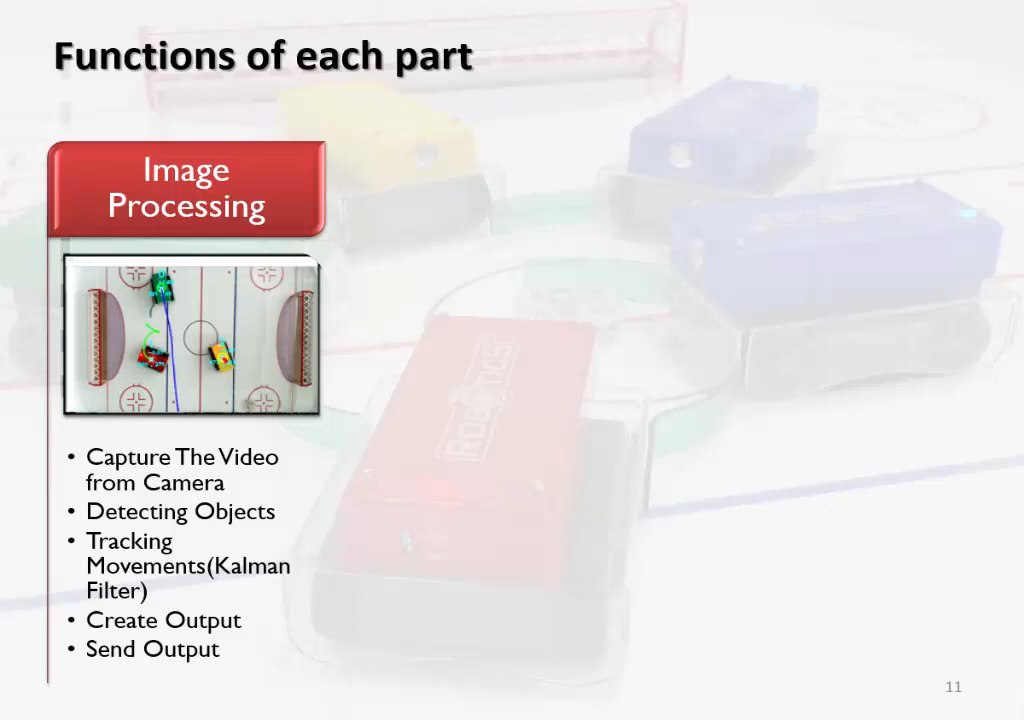 Functions of each part
Image
Processing
• Capture The Video
from Camera
• Detecting Objects
• Tracking
Movements(Kalman
Filter)
• Create Output
• Send Output
ROBOTICS
11